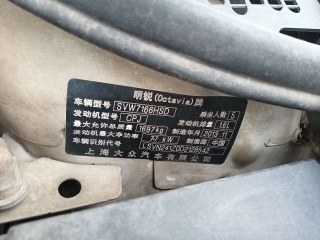 明锐(Octavia)牌
车辆型号 SVW7166HSD 乘坐人数 5
发动机型号 CPJ 发动机排量 1.6L
最大允许总质量 1697kg 制造年月 2013 11
发动机最大净功率 77 kW 制造国 中国
车辆识别代号 LSVNZ41Z0D2128542
上海大众汽车有限公司